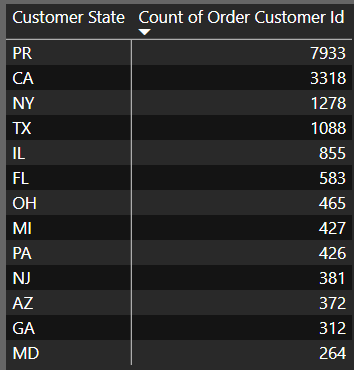 Customer State Count of Order Customer Id
PR 7933
CA 3318
NY 1278
TX 1088
IL 855
FL 583
OH 465
MI 427
PA 426
NJ 381
AZ 372
GA 312
MD 264